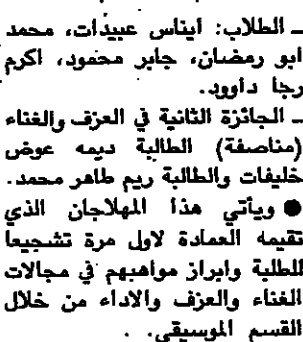 ـ الطلاب: ايناس عبيدات، محمد
ابو رمضان، جابر محمود، اكرم
رجا داوود.
ـ الجائزة الثانية في العزف والغناء
(مناصفة) الطالبة ديمه عوض
خليفات والطالبة ريم طاهر محمد.
● ويأتي هذا المهلاجان الذي
تقيمه العمادة لاول مرة تشجيعا
للطلبة وابراز مواهبهم في مجالات
الغناء والعزف والاداء من خلال
القسم الموسيقي. .